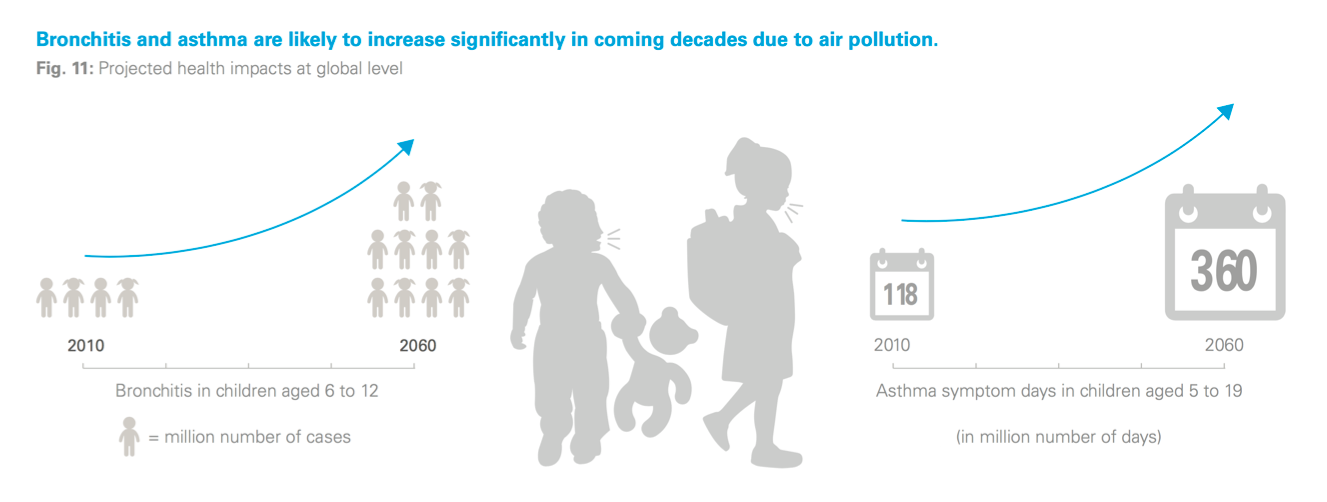 Bronchitis and asthma are likely to increase significantly in coming decades due to air pollution.
Fig. 11: Projected health impacts at global level
2010
2060
Bronchitis in children aged 6 to 12
= million number of cases
118
360
2010
2060
Asthma symptom days in children aged 5 to 19
(in million number of days)